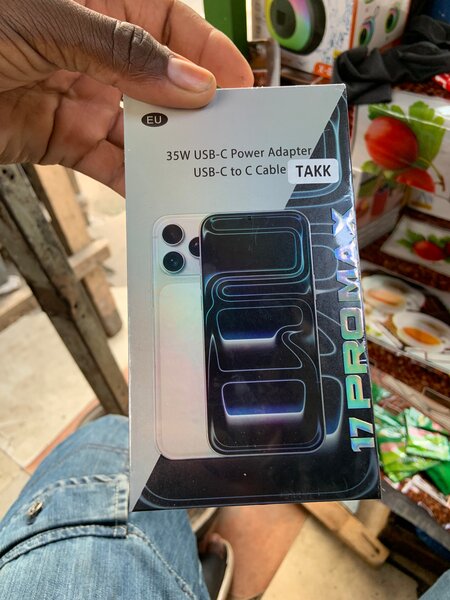 EU
35W USB-C Power Adapter
USB-C to C Cable TAKK
17 PRO MAX